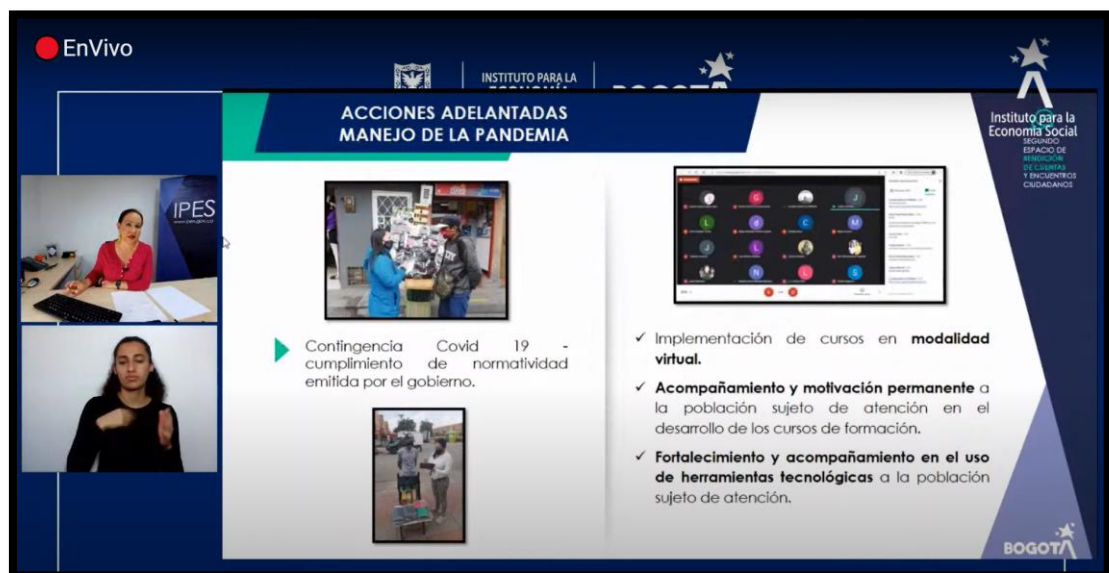 EnVivo
INSTITUTO PARA LA
ECONOMÍA
BOGOTÁ
ACCIONES ADELANTADAS
MANEJO DE LA PANDEMIA
Instituto para la
Economía Social
SEGUNDO
ESPACIO DE
RENDICIÓN
DE CUENTAS
Y ENCUENTROS
CIUDADANOS
IPES
Contingencia Covid 19 -
cumplimiento de normatividad
emitida por el gobierno.
✓ Implementación de cursos en modalidad
virtual.
✓ Acompañamiento y motivación permanente a
la población sujeto de atención en el
desarrollo de los cursos de formación.
✓ Fortalecimiento y acompañamiento en el uso
de herramientas tecnológicas a la población
sujeto de atención.
BOGOTÁ